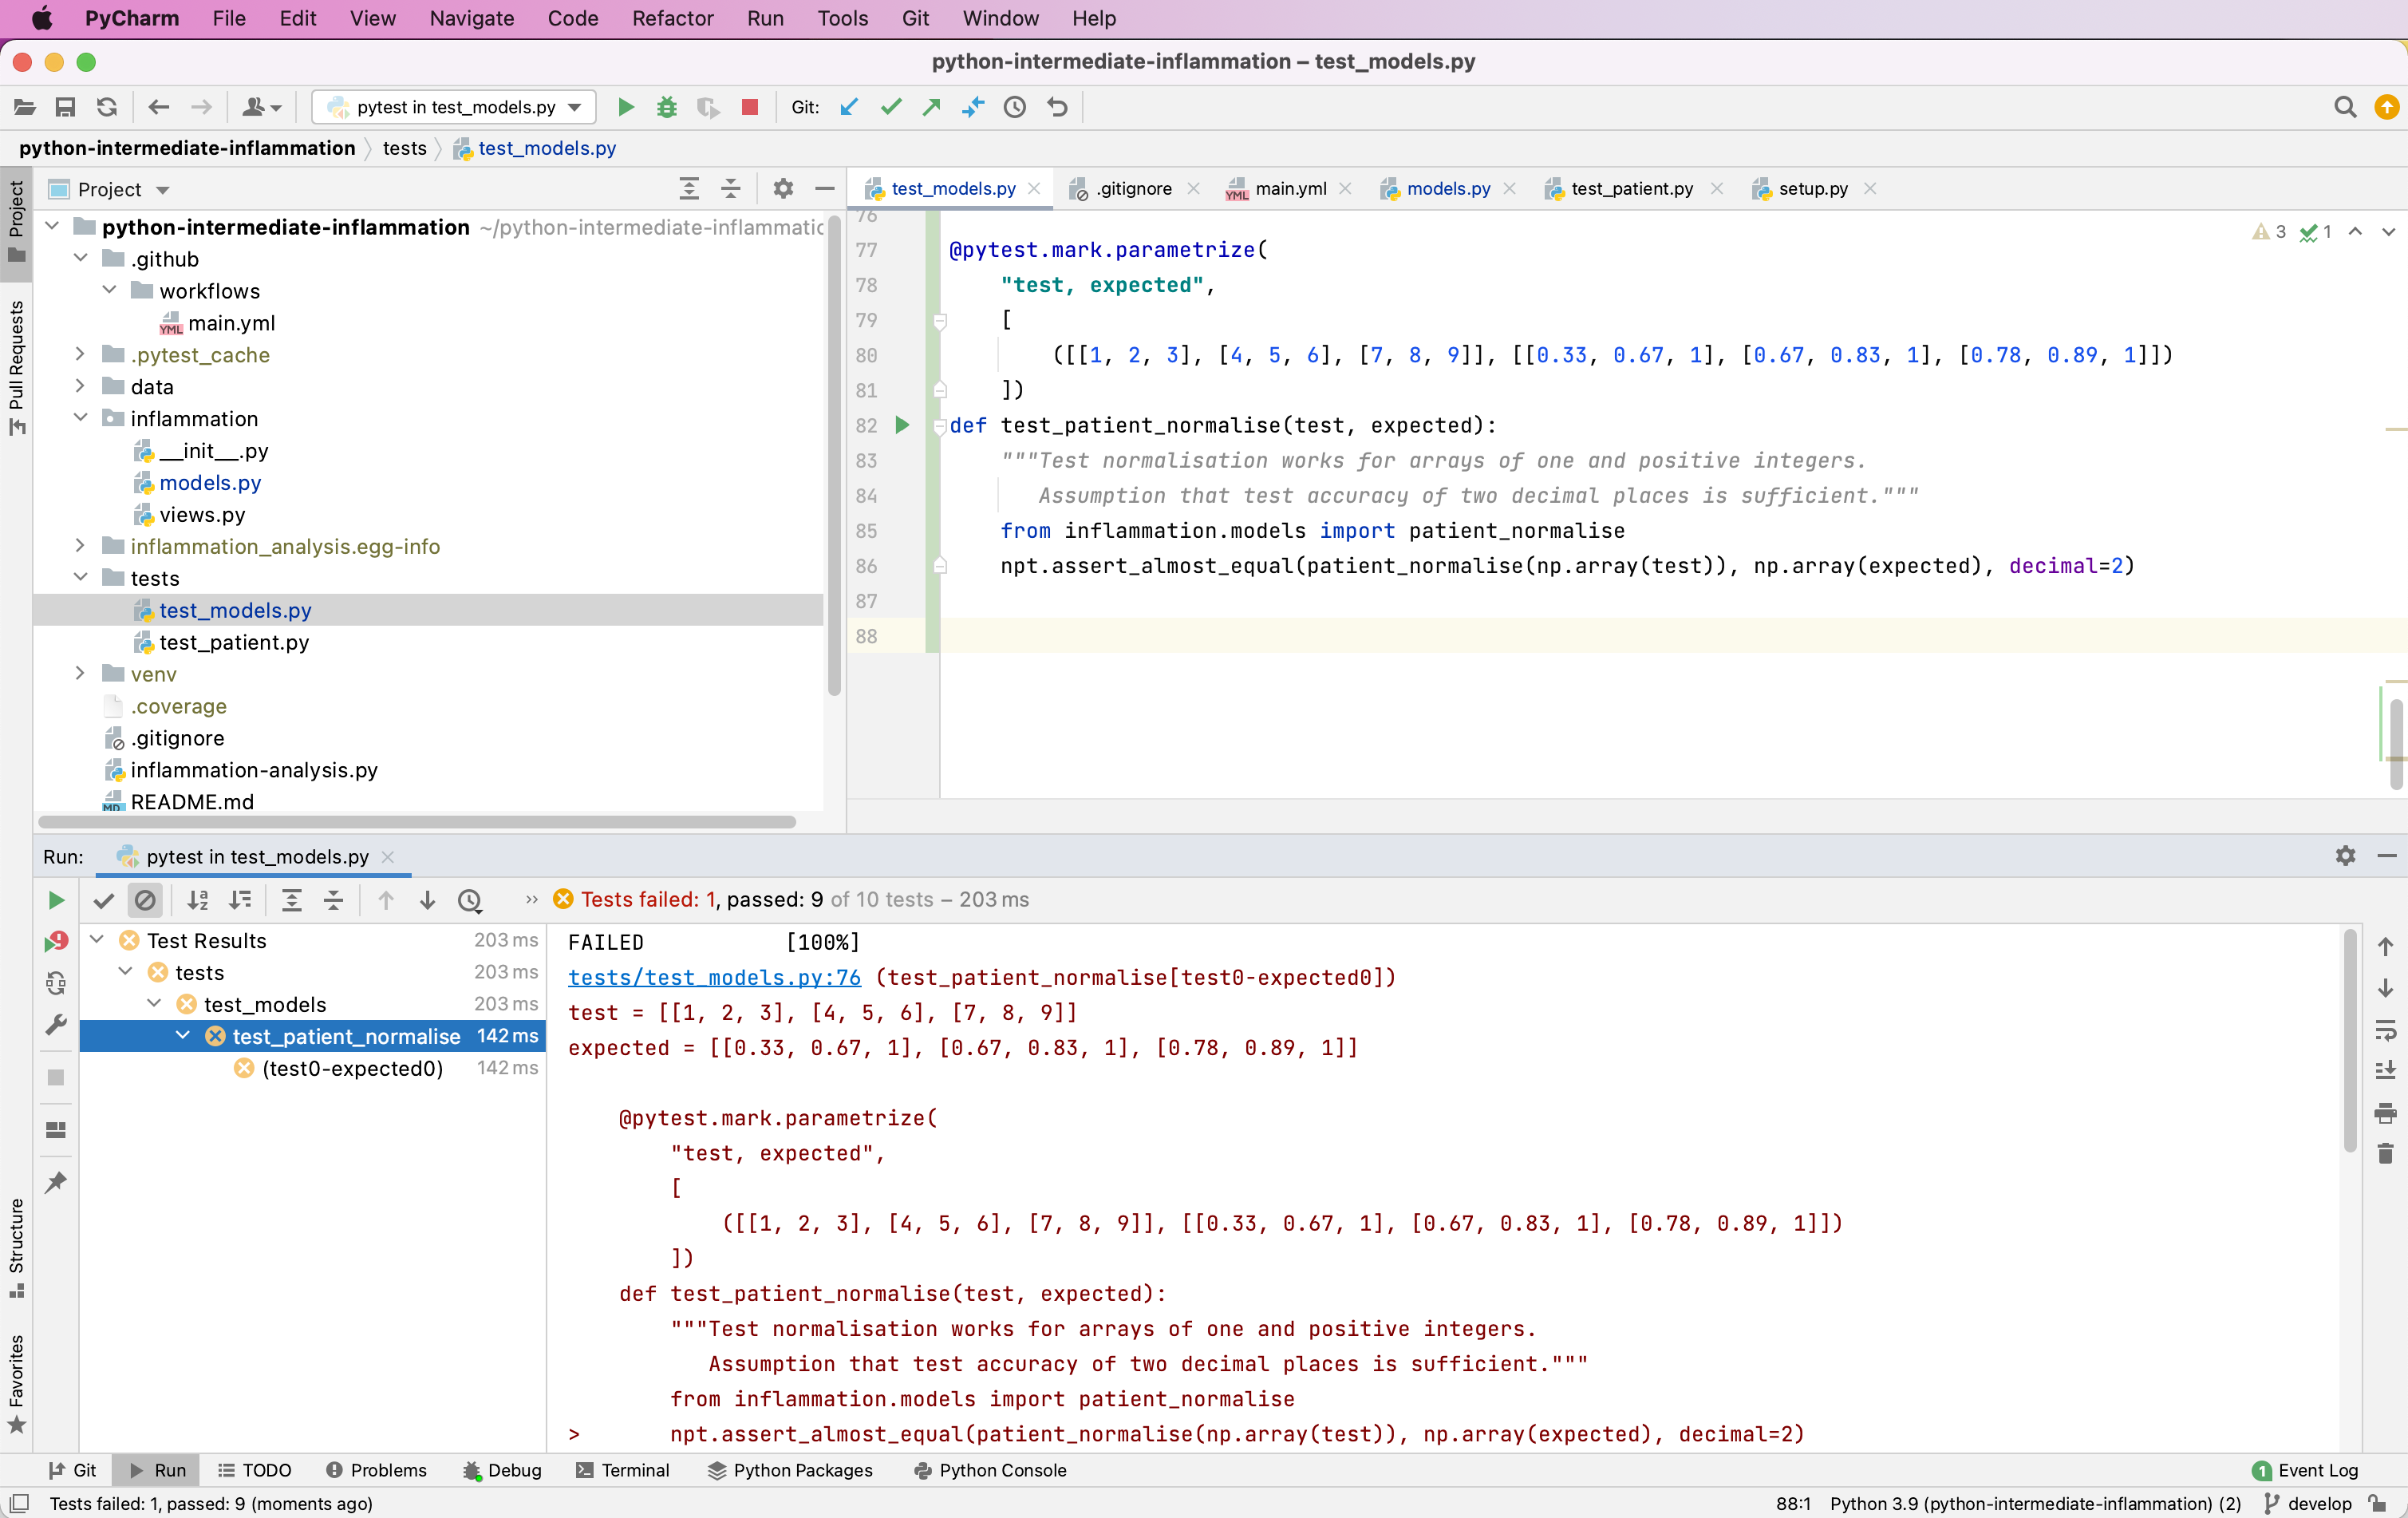 PyCharm File Edit View Navigate Code Refactor Run Tools Git Window Help
python-intermediate-inflammation – test_models.py
pytest in test_models.py Git:
python-intermediate-inflammation tests test_models.py
Project
test_models.py .gitignore main.yml models.py test_patient.py setup.py
Project
Pull Requests
Structure
Favorites
python-intermediate-inflammation ~/python-intermediate-inflammatic
.github
workflows
YML main.yml
.pytest_cache
data
inflammation
__init__.py
models.py
views.py
inflammation_analysis.egg-info
tests
test_models.py
test_patient.py
venv
.coverage
.gitignore
inflammation-analysis.py
MD README.md
3 1
76
77 @pytest.mark.parametrize(
78 "test, expected",
79 [
80 ([[1, 2, 3], [4, 5, 6], [7, 8, 9]], [[0.33, 0.67, 1], [0.67, 0.83, 1], [0.78, 0.89, 1]])
81 ])
82 def test_patient_normalise(test, expected):
83 """Test normalisation works for arrays of one and positive integers.
84 Assumption that test accuracy of two decimal places is sufficient."""
85 from inflammation.models import patient_normalise
86 npt.assert_almost_equal(patient_normalise(np.array(test)), np.array(expected), decimal=2)
87
88
Run: pytest in test_models.py
Tests failed: 1, passed: 9 of 10 tests – 203 ms
Test Results 203 ms
tests 203 ms
test_models 203 ms
test_patient_normalise 142 ms
(test0-expected0) 142 ms
FAILED [100%]
tests/test_models.py:76 (test_patient_normalise[test0-expected0])
test = [[1, 2, 3], [4, 5, 6], [7, 8, 9]]
expected = [[0.33, 0.67, 1], [0.67, 0.83, 1], [0.78, 0.89, 1]]
@pytest.mark.parametrize(
"test, expected",
[
([[1, 2, 3], [4, 5, 6], [7, 8, 9]], [[0.33, 0.67, 1], [0.67, 0.83, 1], [0.78, 0.89, 1]])
])
def test_patient_normalise(test, expected):
"""Test normalisation works for arrays of one and positive integers.
Assumption that test accuracy of two decimal places is sufficient."""
from inflammation.models import patient_normalise
> npt.assert_almost_equal(patient_normalise(np.array(test)), np.array(expected), decimal=2)
Git Run TODO Problems Debug Terminal Python Packages Python Console 1 Event Log
Tests failed: 1, passed: 9 (moments ago) 88:1 Python 3.9 (python-intermediate-inflammation) (2) develop